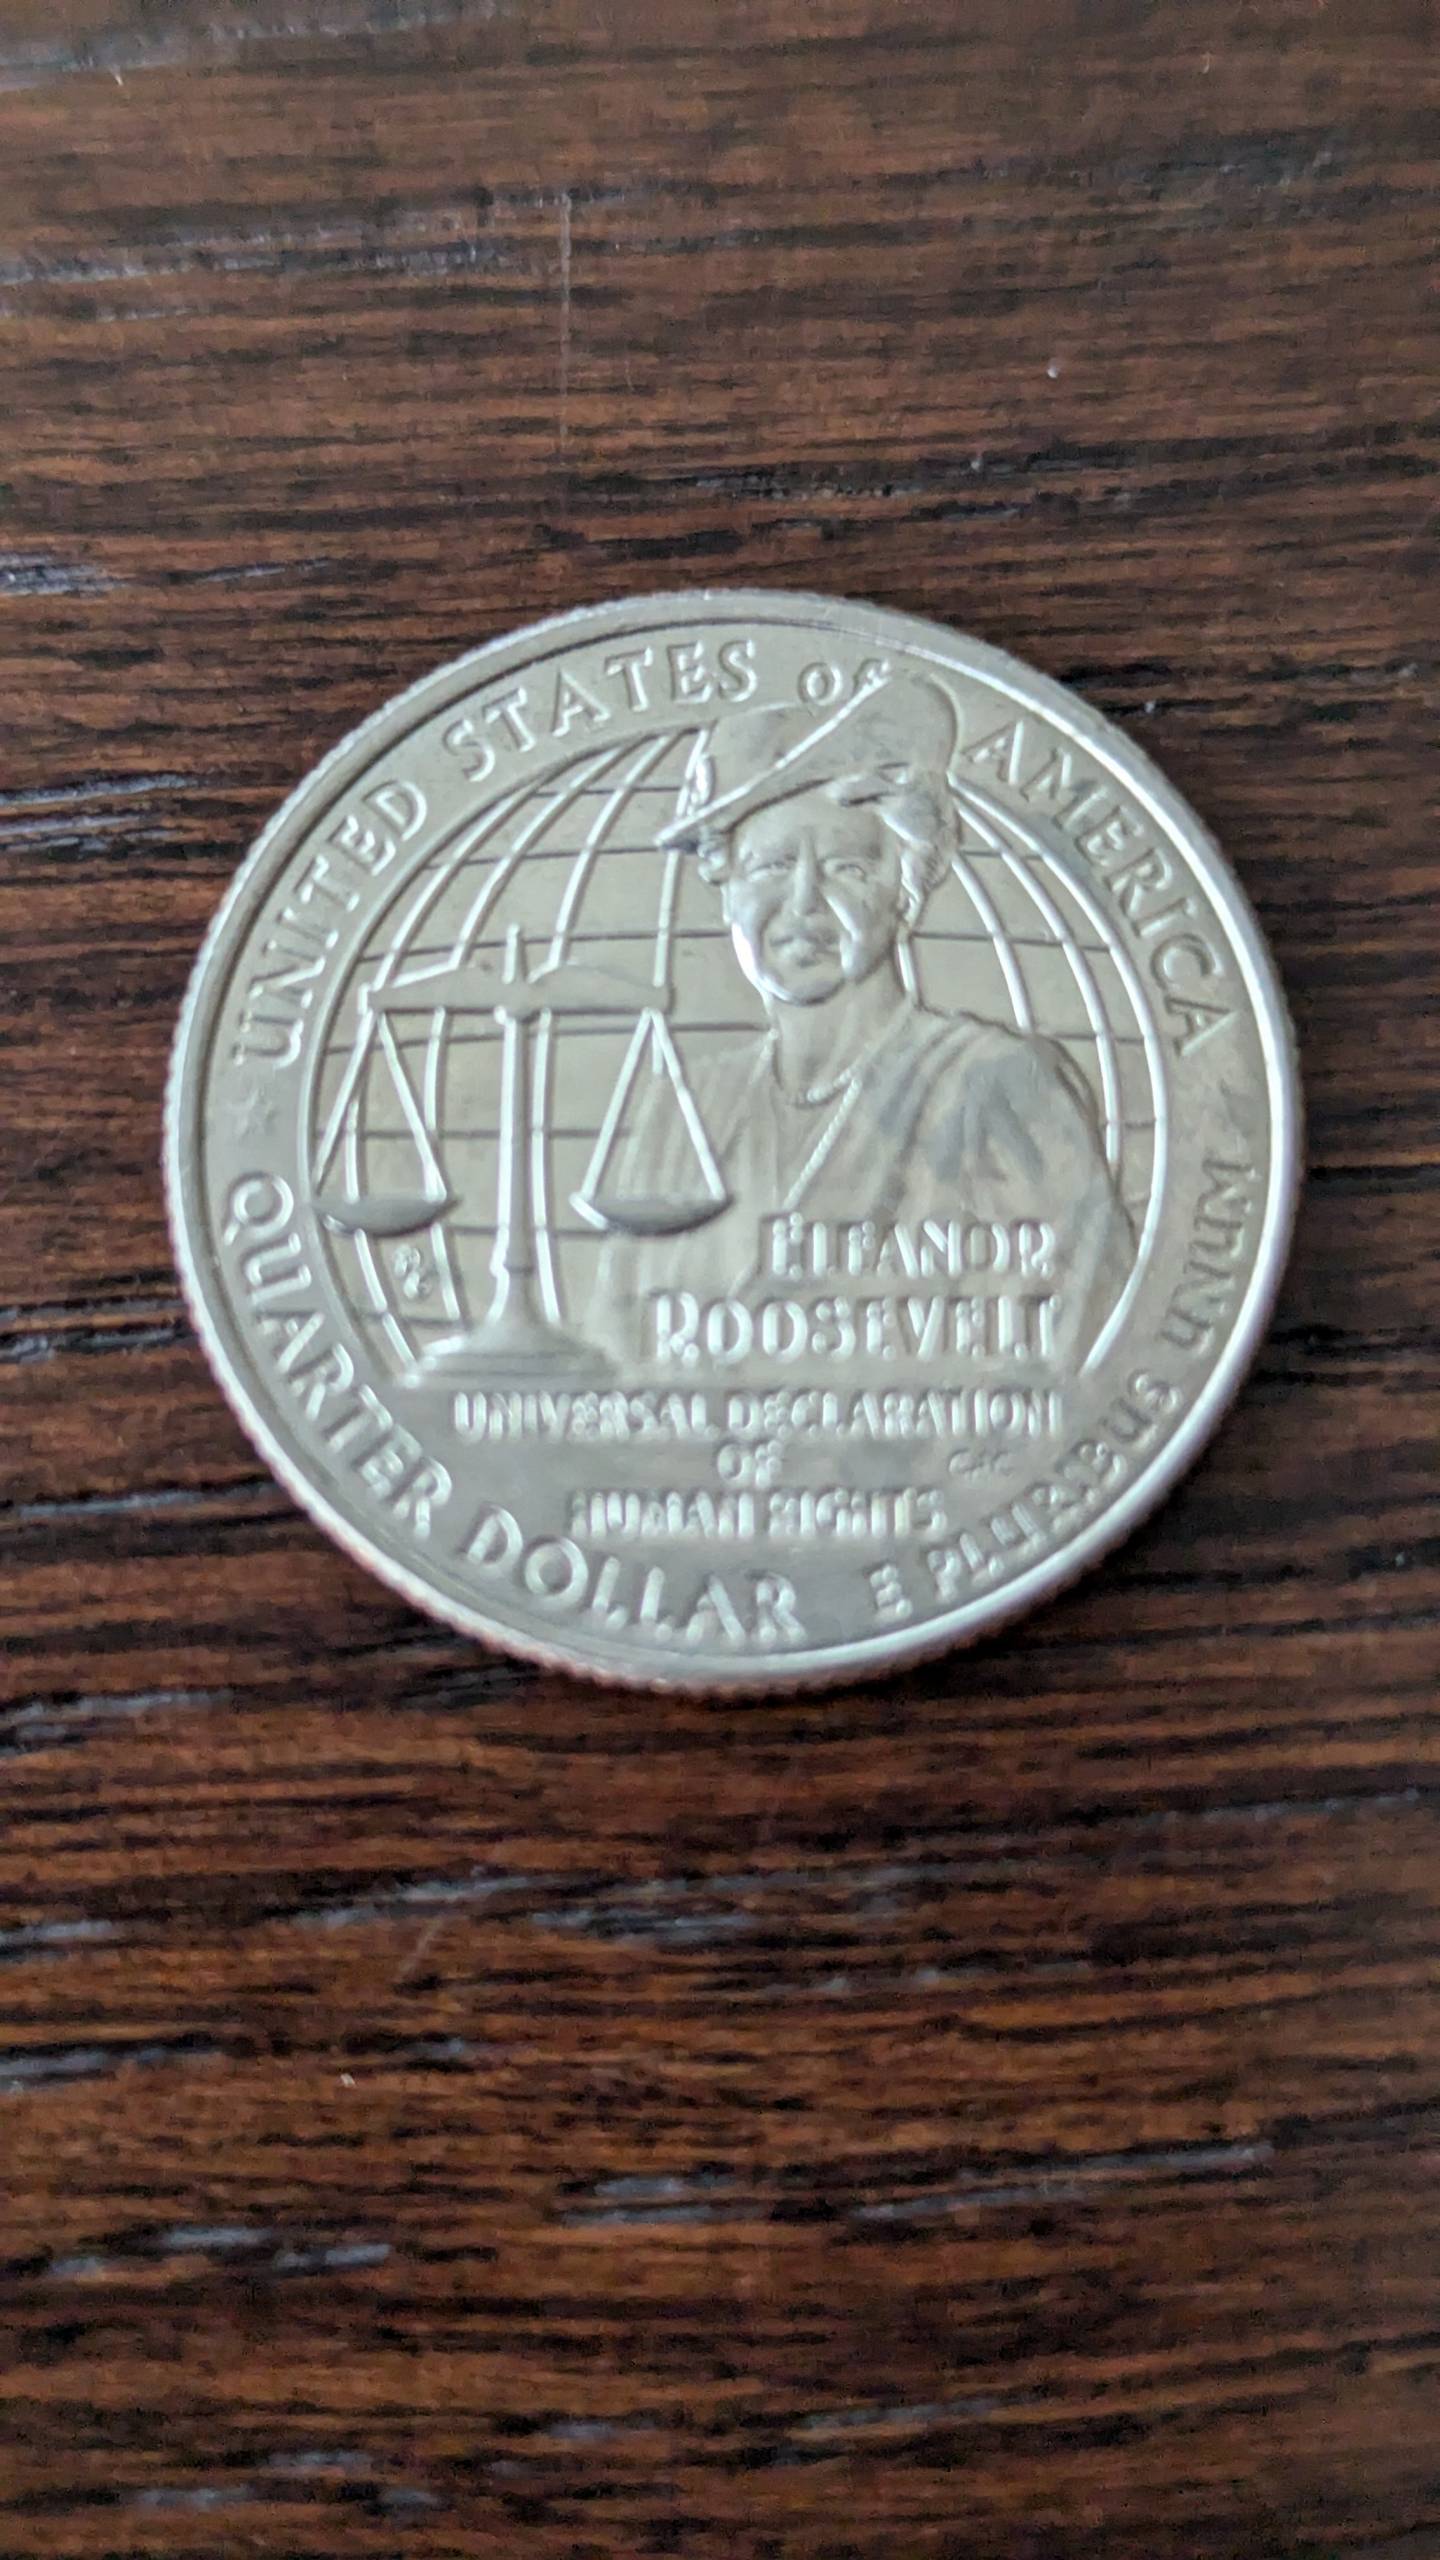 UNITED STATES of AMERICA
ELEANOR
ROOSEVELT
UNIVERSAL DECLARATION
OF
HUMAN RIGHTS
QUARTER DOLLAR
E PLURIBUS UNUM